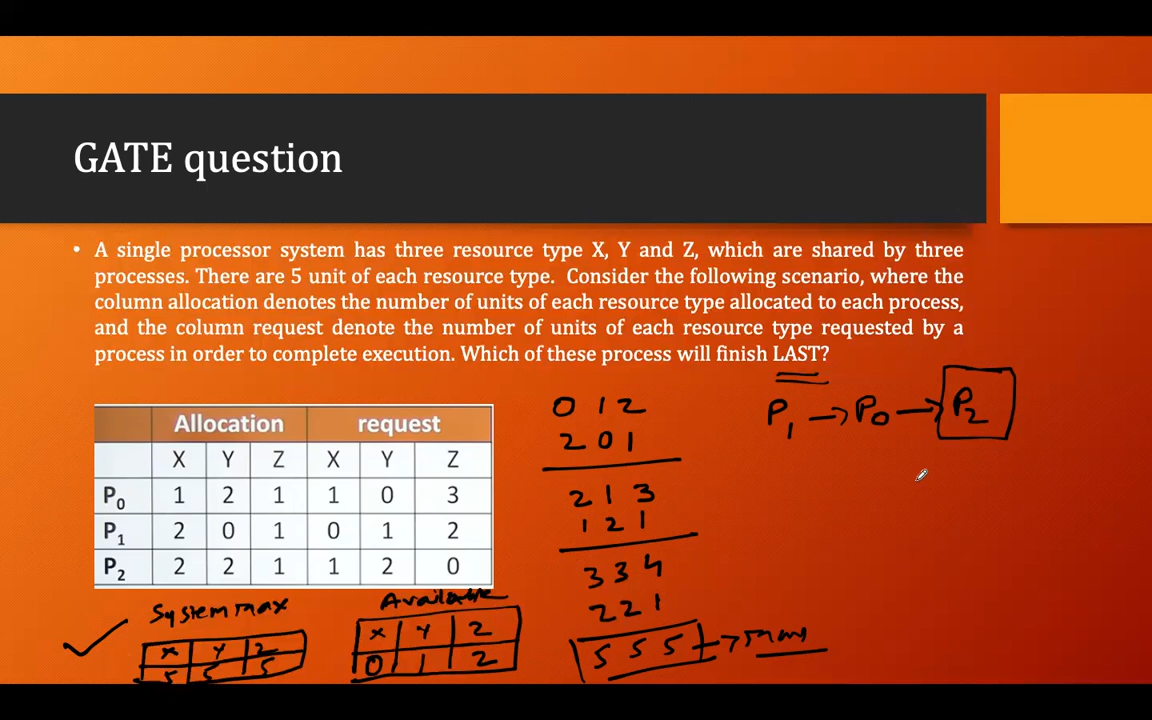 GATE question
• A single processor system has three resource type X, Y and Z, which are shared by three
processes. There are 5 unit of each resource type. Consider the following scenario, where the
column allocation denotes the number of units of each resource type allocated to each process,
and the column request denote the number of units of each resource type requested by a
process in order to complete execution. Which of these process will finish LAST?
P1 → P0 → P2
0 1 2
2 0 1
2 1 3
1 2 1
3 3 4
2 2 1
5 5 5 →
Allocation request
X Y Z X Y Z
P0 1 2 1 1 0 3
P1 2 0 1 0 1 2
P2 2 2 1 1 2 0
System max
X Y Z
5 5 5
Available
X Y Z
0 1 2